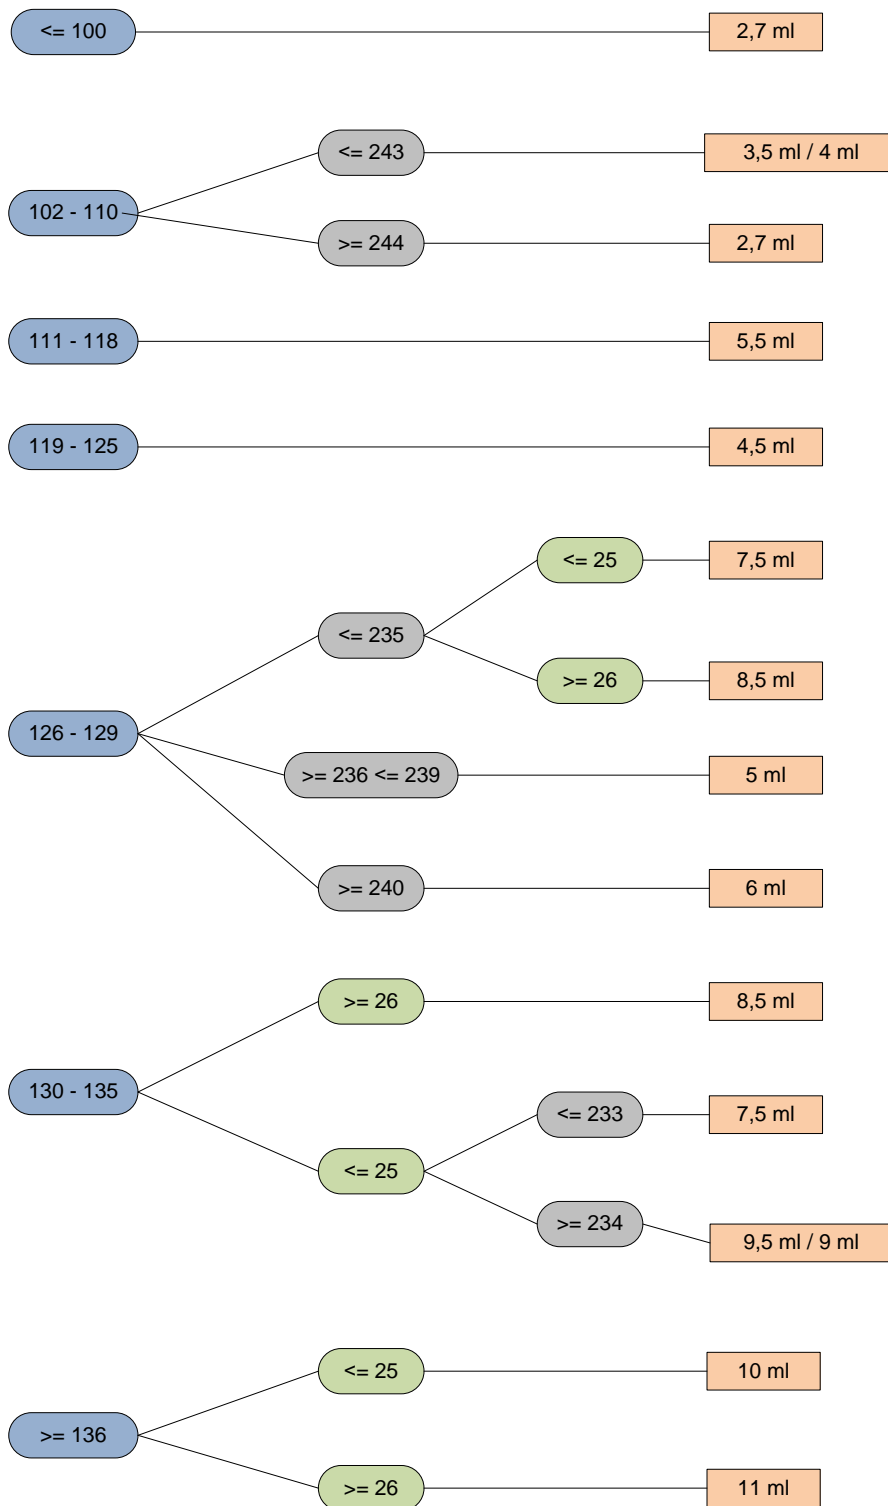 <= 100
2,7 ml
<= 243
3,5 ml / 4 ml
102 - 110
>= 244
2,7 ml
111 - 118
5,5 ml
119 - 125
4,5 ml
<= 25
7,5 ml
<= 235
>= 26
8,5 ml
126 - 129
>= 236 <= 239
5 ml
>= 240
6 ml
>= 26
8,5 ml
130 - 135
<= 233
7,5 ml
<= 25
>= 234
9,5 ml / 9 ml
<= 25
10 ml
>= 136
>= 26
11 ml